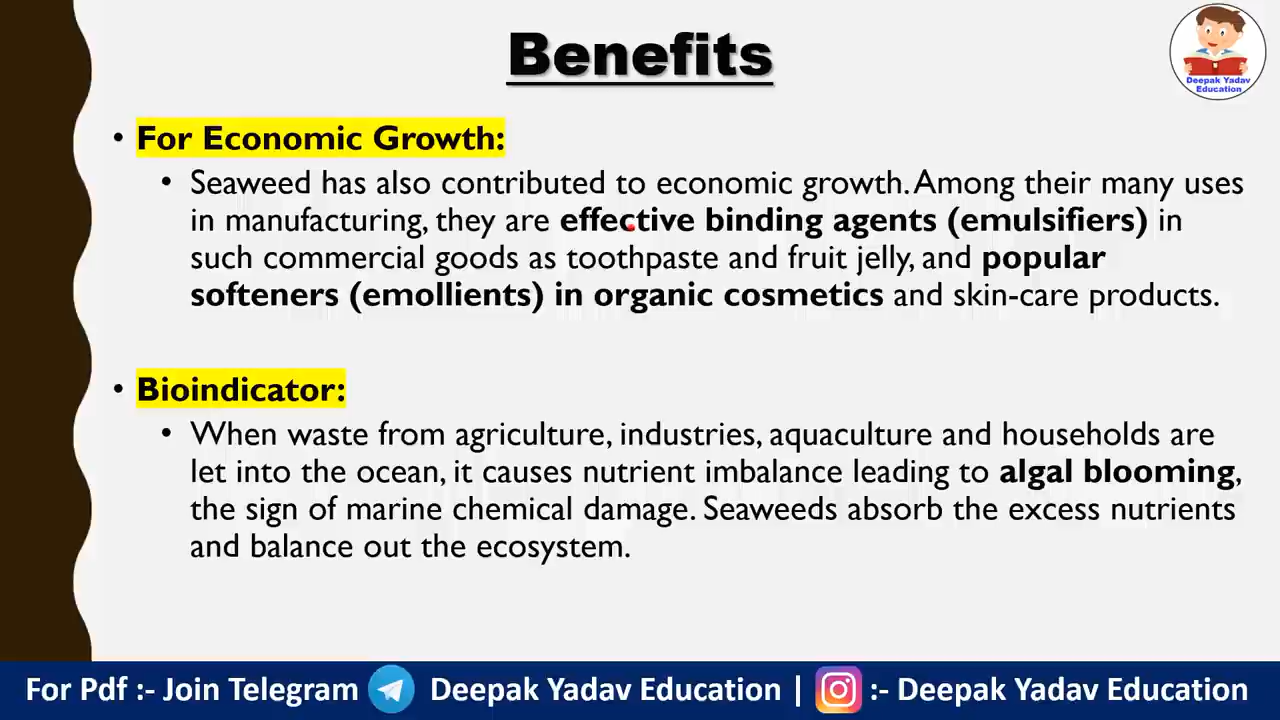 Benefits
Deepak Yadav
Education
• For Economic Growth:
• Seaweed has also contributed to economic growth. Among their many uses
in manufacturing, they are effective binding agents (emulsifiers) in
such commercial goods as toothpaste and fruit jelly, and popular
softeners (emollients) in organic cosmetics and skin-care products.
• Bioindicator:
• When waste from agriculture, industries, aquaculture and households are
let into the ocean, it causes nutrient imbalance leading to algal blooming,
the sign of marine chemical damage. Seaweeds absorb the excess nutrients
and balance out the ecosystem.
For Pdf :- Join Telegram Deepak Yadav Education | :- Deepak Yadav Education